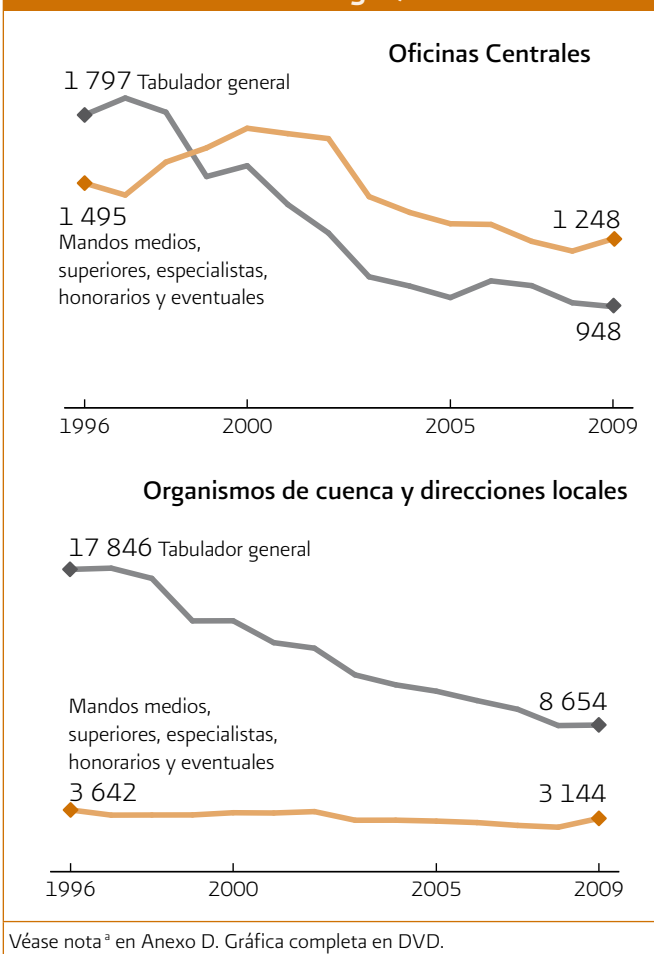 Oficinas Centrales
1 797 Tabulador general
1 495
Mandos medios,
superiores, especialistas,
honorarios y eventuales
1 248
948
1996 2000 2005 2009
Organismos de cuenca y direcciones locales
17 846 Tabulador general
8 654
Mandos medios,
superiores, especialistas,
honorarios y eventuales
3 642
3 144
1996 2000 2005 2009
Véase nota ª en Anexo D. Gráfica completa en DVD.